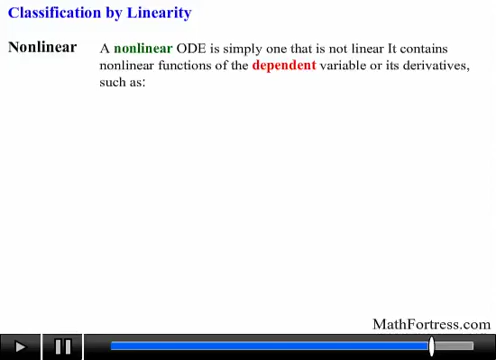 Classification by Linearity
Nonlinear
A nonlinear ODE is simply one that is not linear It contains
nonlinear functions of the dependent variable or its derivatives,
such as:
MathFortress.com